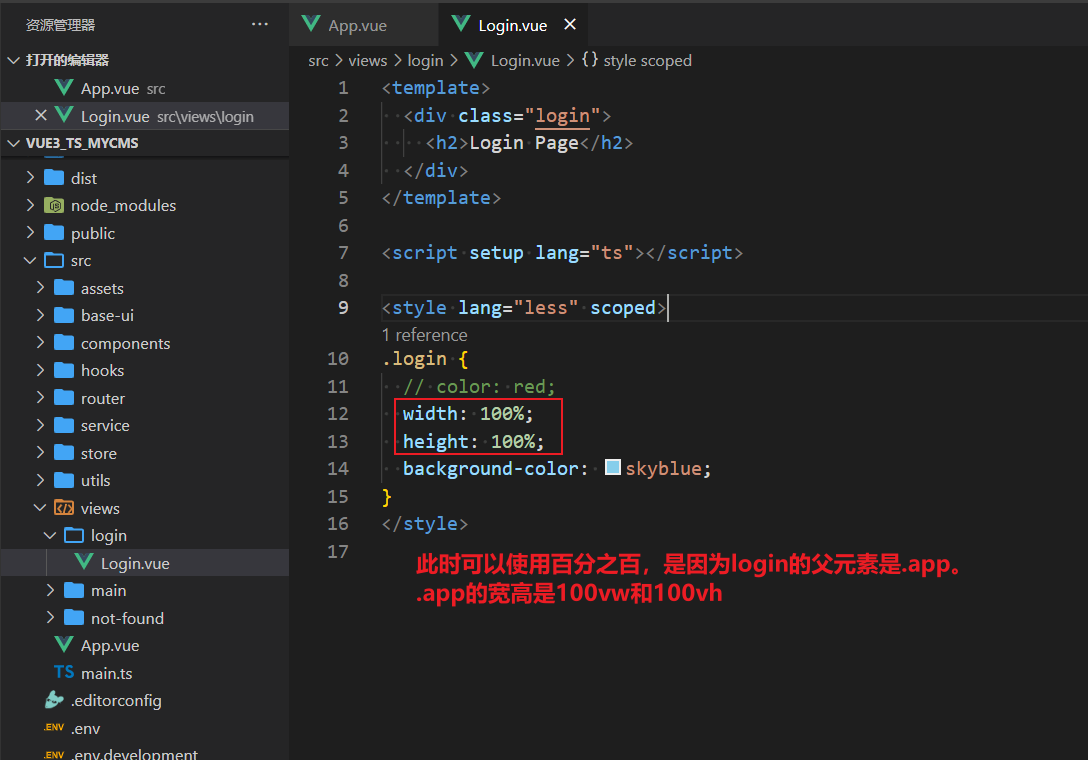 资源管理器 ···
打开的编辑器
App.vue src
Login.vue src\views\login
VUE3_TS_MYCMS
dist
node_modules
public
src
assets
base-ui
components
hooks
router
service
store
utils
views
login
Login.vue
main
not-found
App.vue
TS main.ts
.editorconfig
.ENV .env
.ENV .env.development
App.vue Login.vue
src > views > login > Login.vue > {} style scoped
1 <template>
2 <div class="login">
3 <h2>Login Page</h2>
4 </div>
5 </template>
6
7 <script setup lang="ts"></script>
8
9 <style lang="less" scoped>
1 reference
10 .login {
11 // color: red;
12 width: 100%;
13 height: 100%;
14 background-color: skyblue;
15 }
16 </style>
17
此时可以使用百分之百，是因为login的父元素是.app。
.app的宽高是100vw和100vh